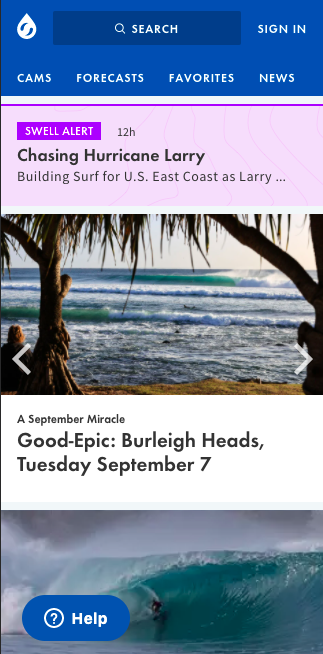 SEARCH
SIGN IN
CAMS
FORECASTS
FAVORITES
NEWS
SWELL ALERT
12h
Chasing Hurricane Larry
Building Surf for U.S. East Coast as Larry ...
A September Miracle
Good-Epic: Burleigh Heads,
Tuesday September 7
Help